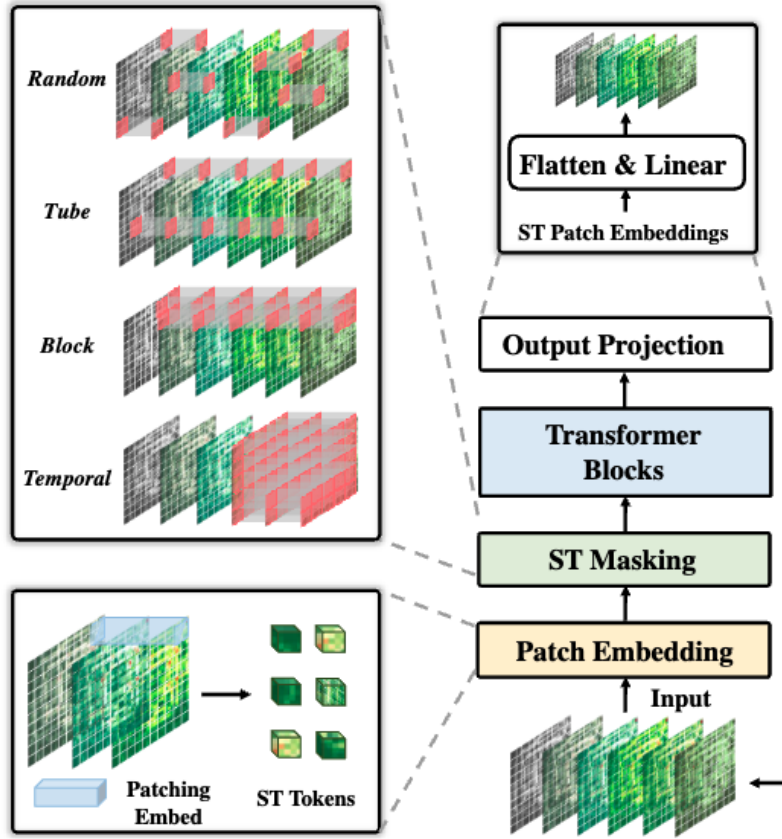 Random
Tube
Block
Temporal
Flatten & Linear
ST Patch Embeddings
Output Projection
Transformer
Blocks
ST Masking
Patch Embedding
Input
Patching
Embed
ST Tokens